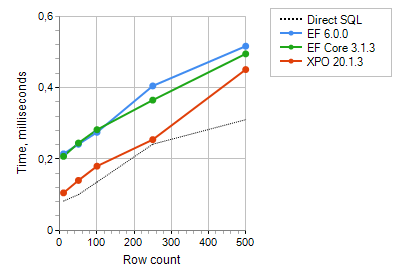 0,6
0,4
0,2
0
Time, milliseconds
0 100 200 300 400 500
Row count
Direct SQL
EF 6.0.0
EF Core 3.1.3
XPO 20.1.3